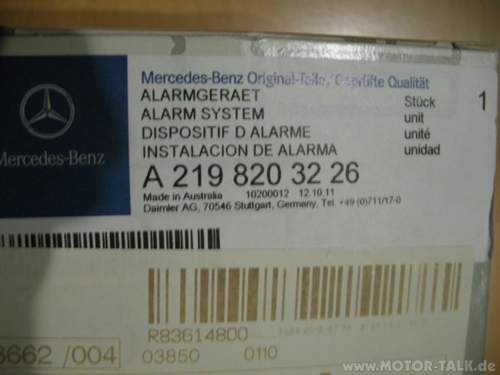 Mercedes-Benz Original-Teile, Geprüfte Qualität
ALARMGERAET Stück 1
ALARM SYSTEM unit
DISPOSITIF D ALARME unité
INSTALACION DE ALARMA unidad
Mercedes-Benz
A 219 820 32 26
Made in Australia 10200012 12.10.11
Daimler AG, 70546 Stuttgart, Germany, Tel. +49 (0)711/17-0
R83614800
3662 /004
03850 0110
www.MOTOR-TALK.de